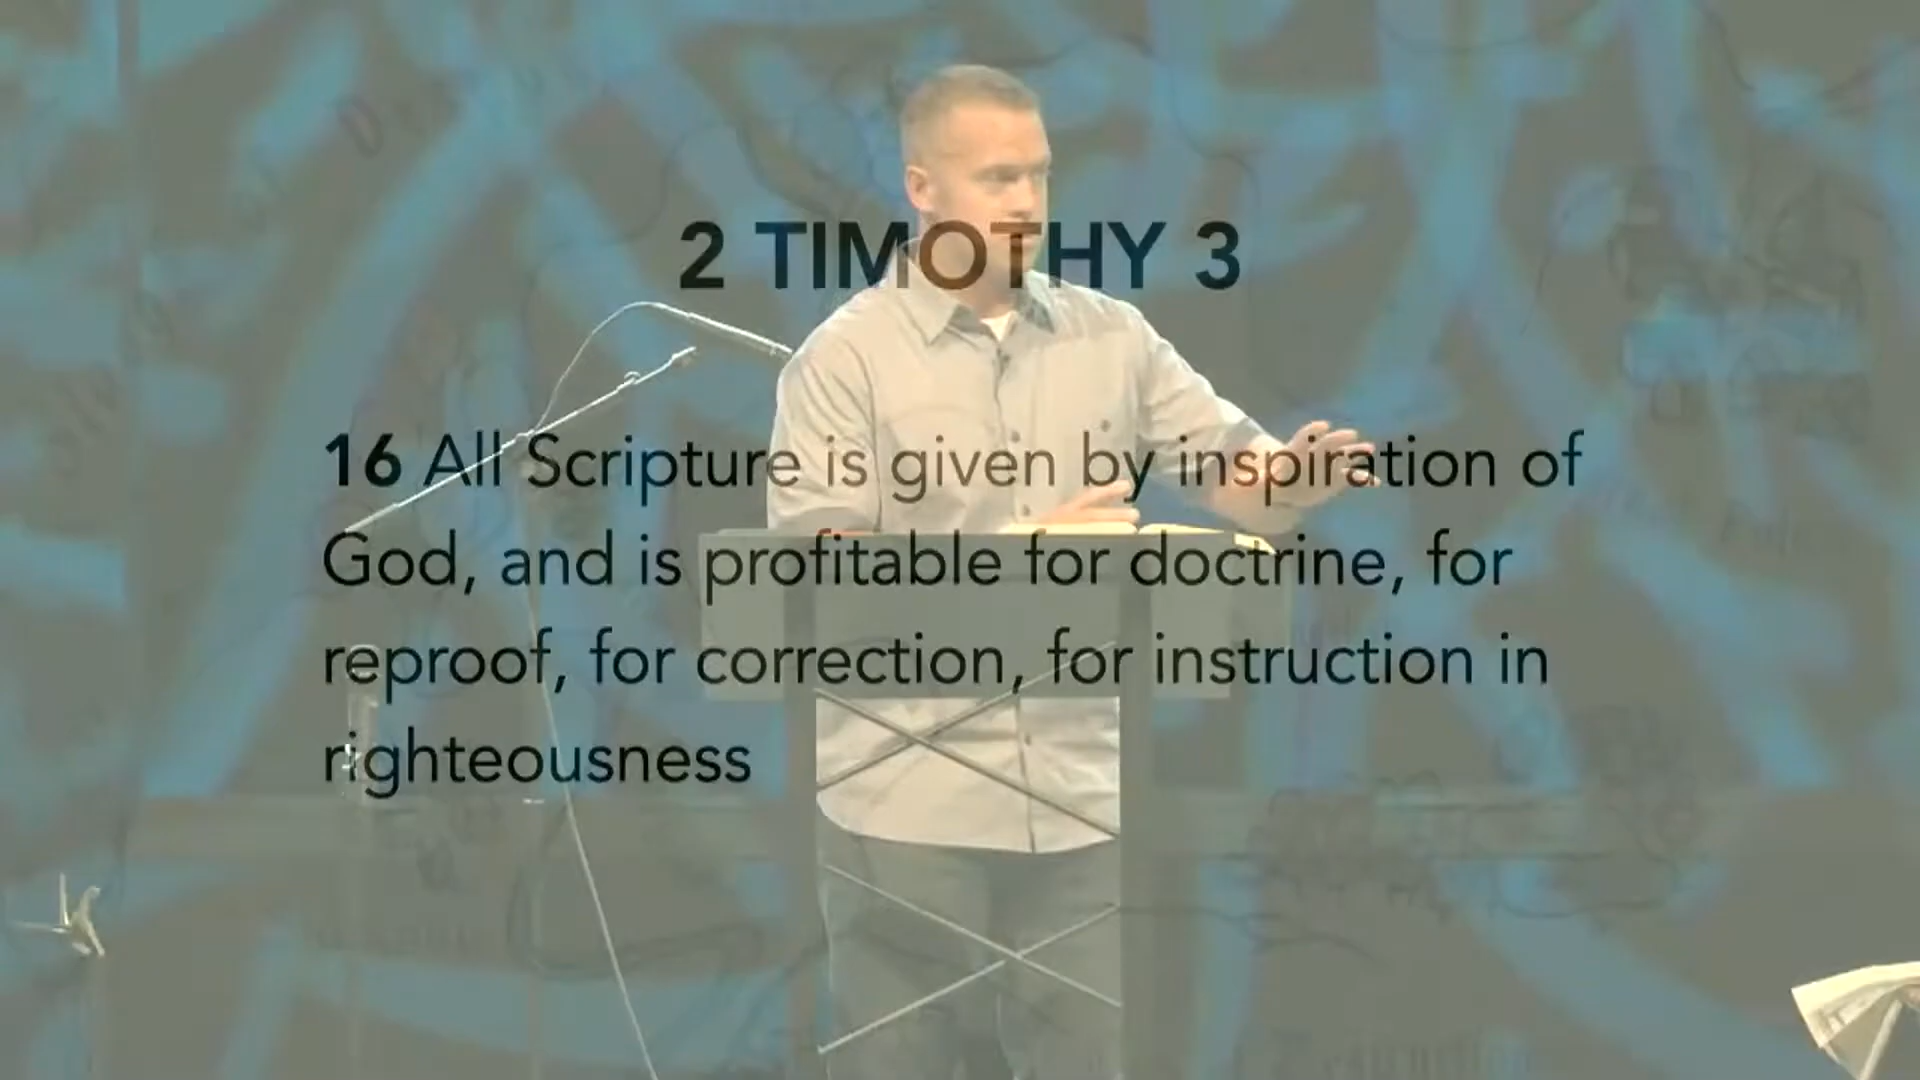 2 TIMOTHY 3
16 All Scripture is given by inspiration of
God, and is profitable for doctrine, for
reproof, for correction, for instruction in
righteousness